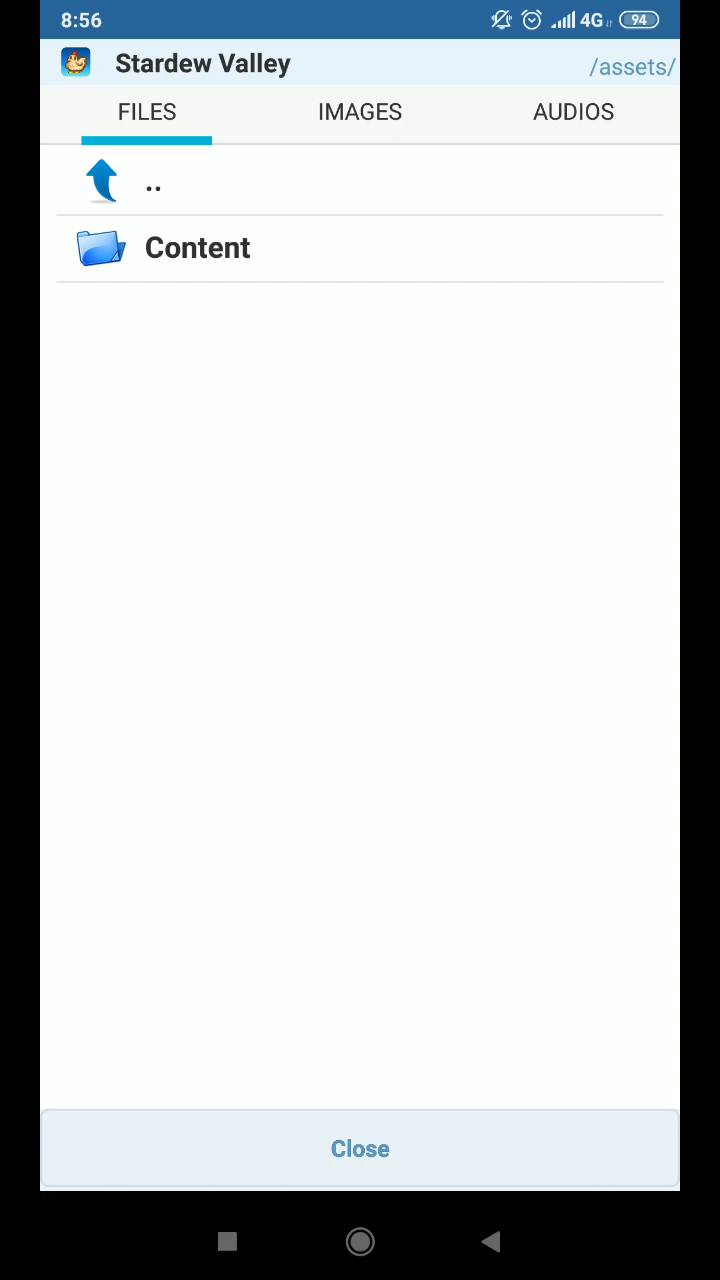 8:56
4G 94
Stardew Valley
/assets/
FILES IMAGES AUDIOS
..
Content
Close